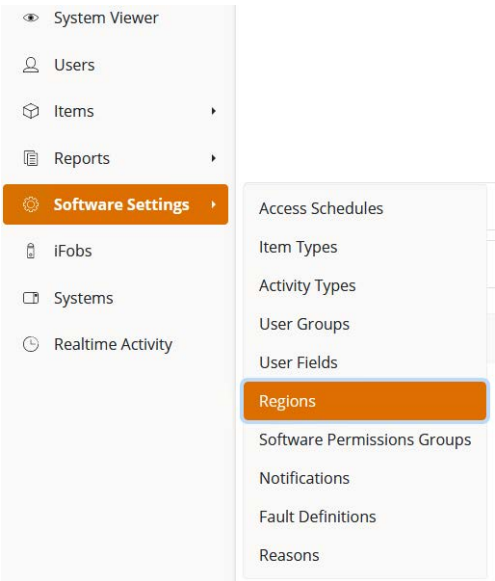 System Viewer
Users
Items
Reports
Software Settings
iFobs
Systems
Realtime Activity
Access Schedules
Item Types
Activity Types
User Groups
User Fields
Regions
Software Permissions Groups
Notifications
Fault Definitions
Reasons